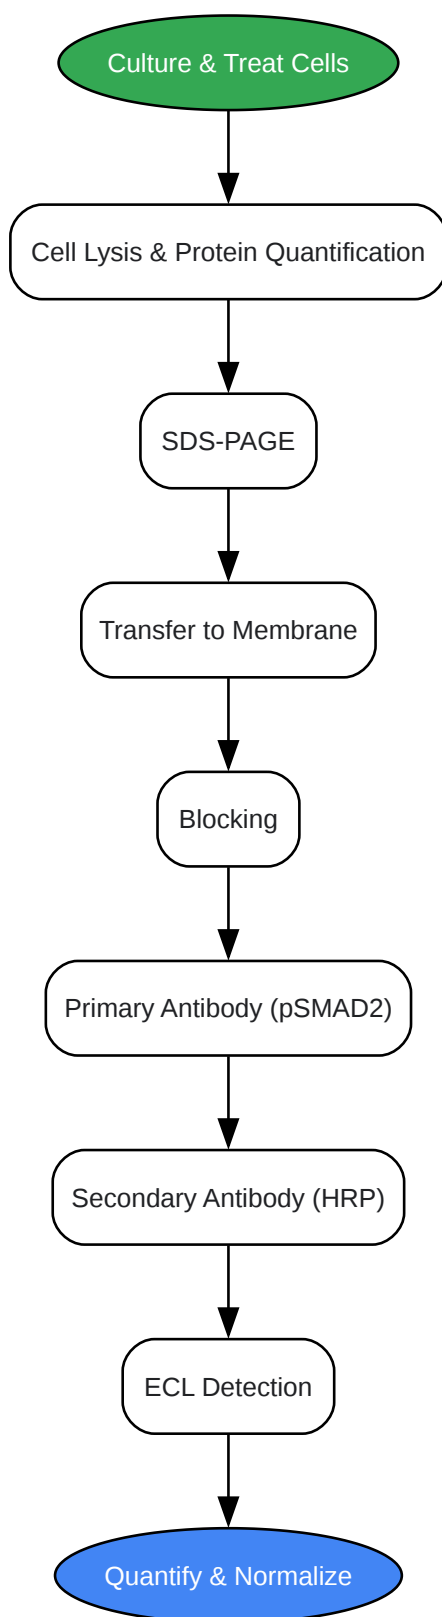 Culture & Treat Cells
Cell Lysis & Protein Quantification
SDS-PAGE
Transfer to Membrane
Blocking
Primary Antibody (pSMAD2)
Secondary Antibody (HRP)
ECL Detection
Quantify & Normalize